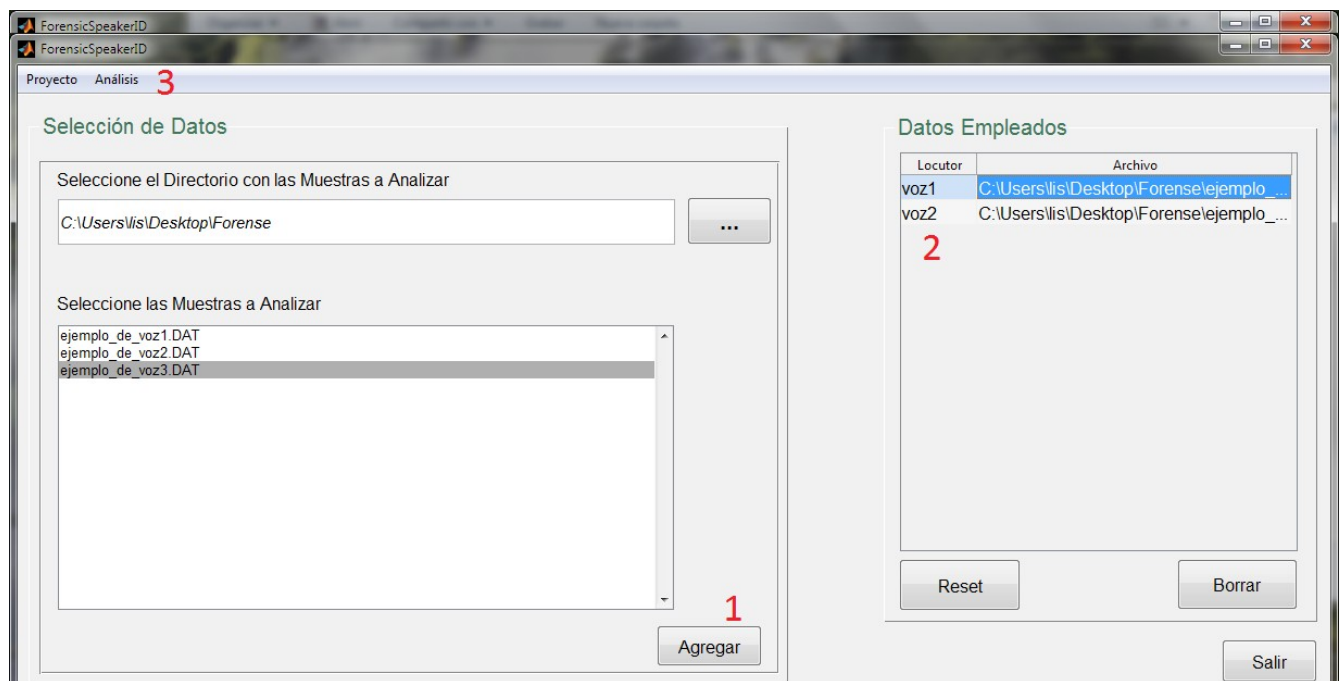 ForensicSpeakerID
ForensicSpeakerID
Proyecto Análisis 3
Selección de Datos
Seleccione el Directorio con las Muestras a Analizar
C:\Users\lis\Desktop\Forense
...
Seleccione las Muestras a Analizar
ejemplo_de_voz1.DAT
ejemplo_de_voz2.DAT
ejemplo_de_voz3.DAT
1
Agregar
Datos Empleados
Locutor Archivo
voz1 C:\Users\lis\Desktop\Forense\ejemplo_...
voz2 C:\Users\lis\Desktop\Forense\ejemplo_...
2
Reset Borrar
Salir